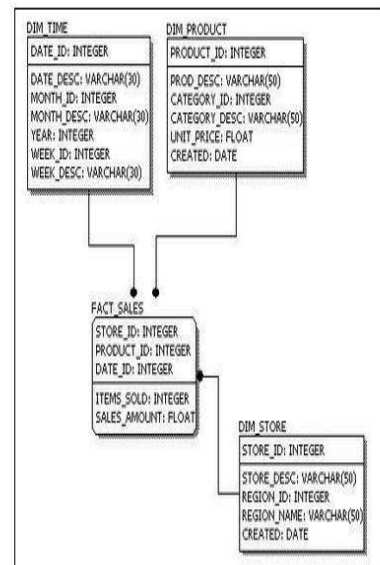 DIM_TIME
DATE_ID: INTEGER
DATE_DESC: VARCHAR(30)
MONTH_ID: INTEGER
MONTH_DESC: VARCHAR(30)
YEAR: INTEGER
WEEK_ID: INTEGER
WEEK_DESC: VARCHAR(30)
DIM_PRODUCT
PRODUCT_ID: INTEGER
PROD_DESC: VARCHAR(50)
CATEGORY_ID: INTEGER
CATEGORY_DESC: VARCHAR(50)
UNIT_PRICE: FLOAT
CREATED: DATE
FACT_SALES
STORE_ID: INTEGER
PRODUCT_ID: INTEGER
DATE_ID: INTEGER
ITEMS_SOLD: INTEGER
SALES_AMOUNT: FLOAT
DIM_STORE
STORE_ID: INTEGER
STORE_DESC: VARCHAR(50)
REGION_ID: INTEGER
REGION_NAME: VARCHAR(50)
CREATED: DATE